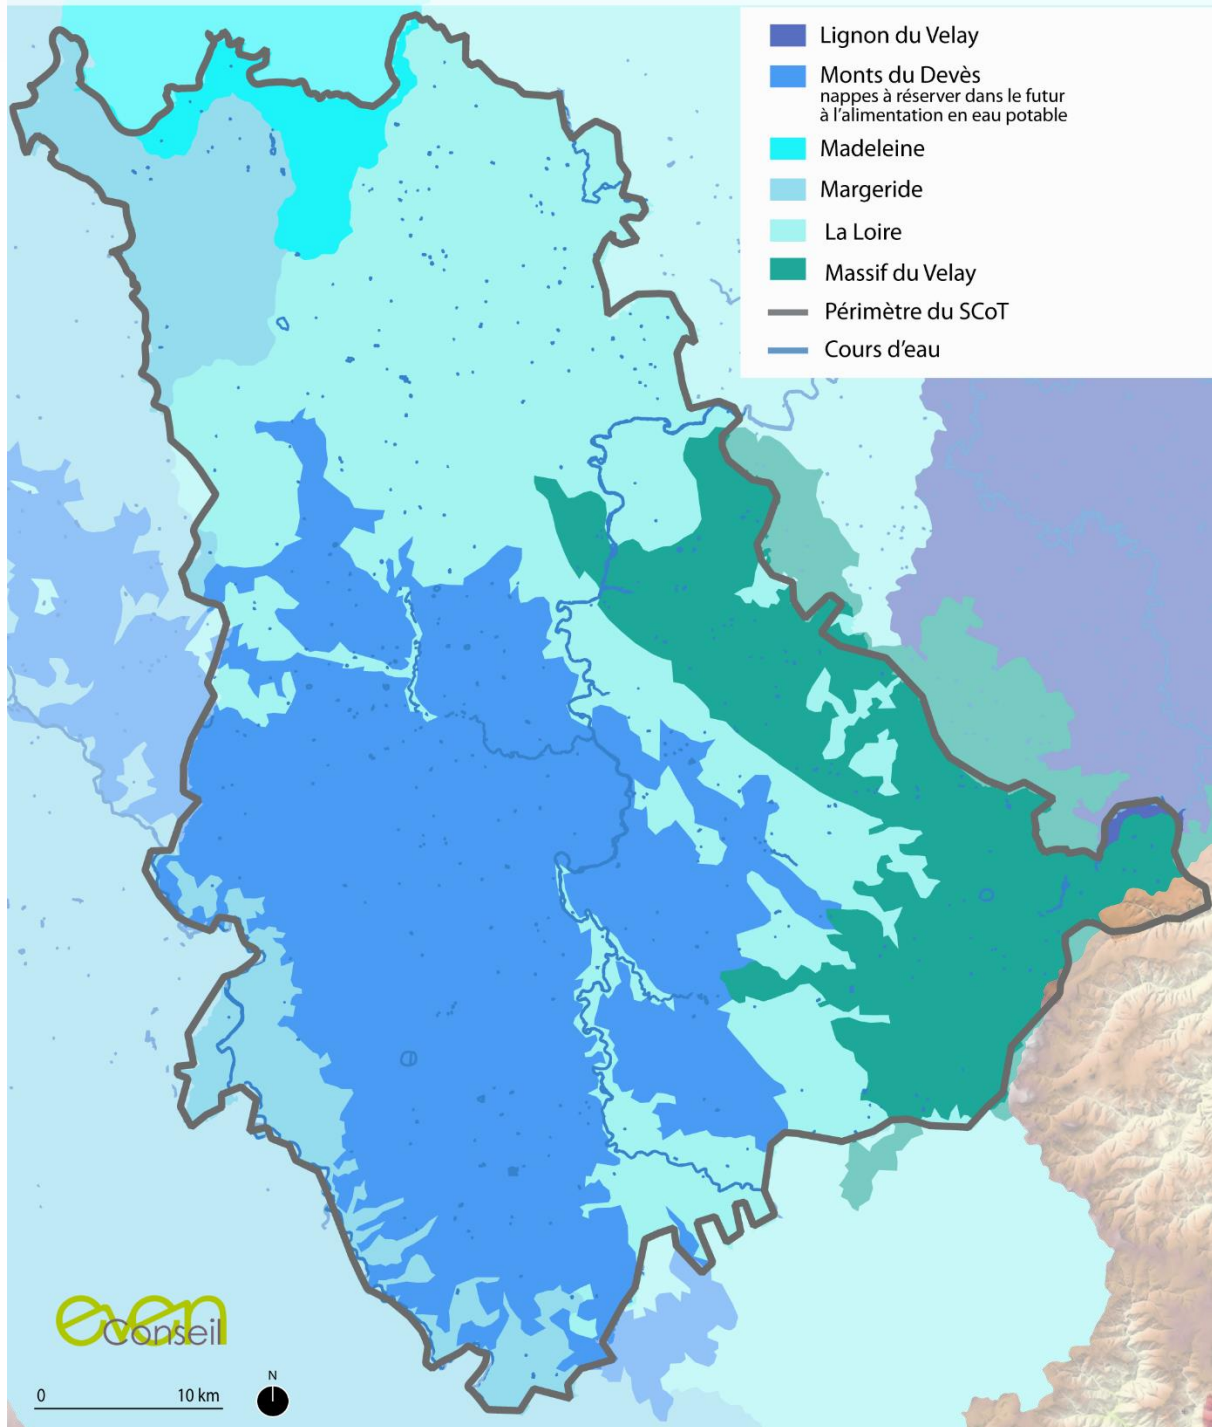 Lignon du Velay
Monts du Devès
nappes à réserver dans le futur
à l'alimentation en eau potable
Madeleine
Margeride
La Loire
Massif du Velay
Périmètre du SCoT
Cours d'eau
even
Conseil
0 10 km
N